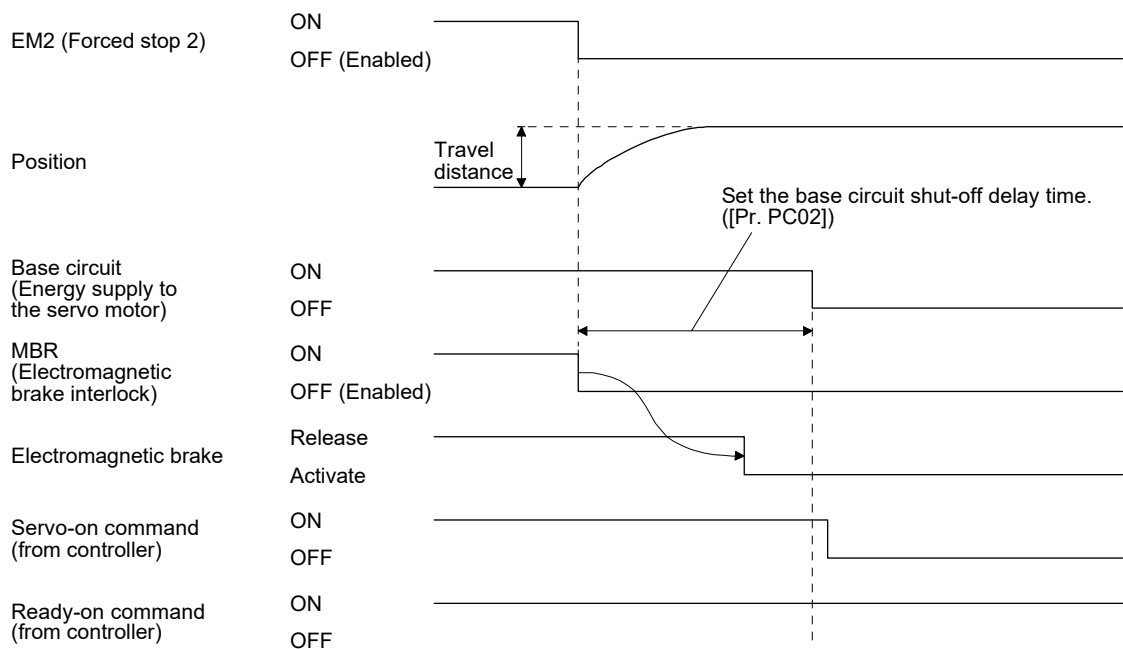 EM2 (Forced stop 2)
ON
OFF (Enabled)
Position
Travel
distance
Set the base circuit shut-off delay time.
([Pr. PC02])
Base circuit
(Energy supply to
the servo motor)
ON
OFF
MBR
(Electromagnetic
brake interlock)
ON
OFF (Enabled)
Electromagnetic brake
Release
Activate
Servo-on command
(from controller)
ON
OFF
Ready-on command
(from controller)
ON
OFF